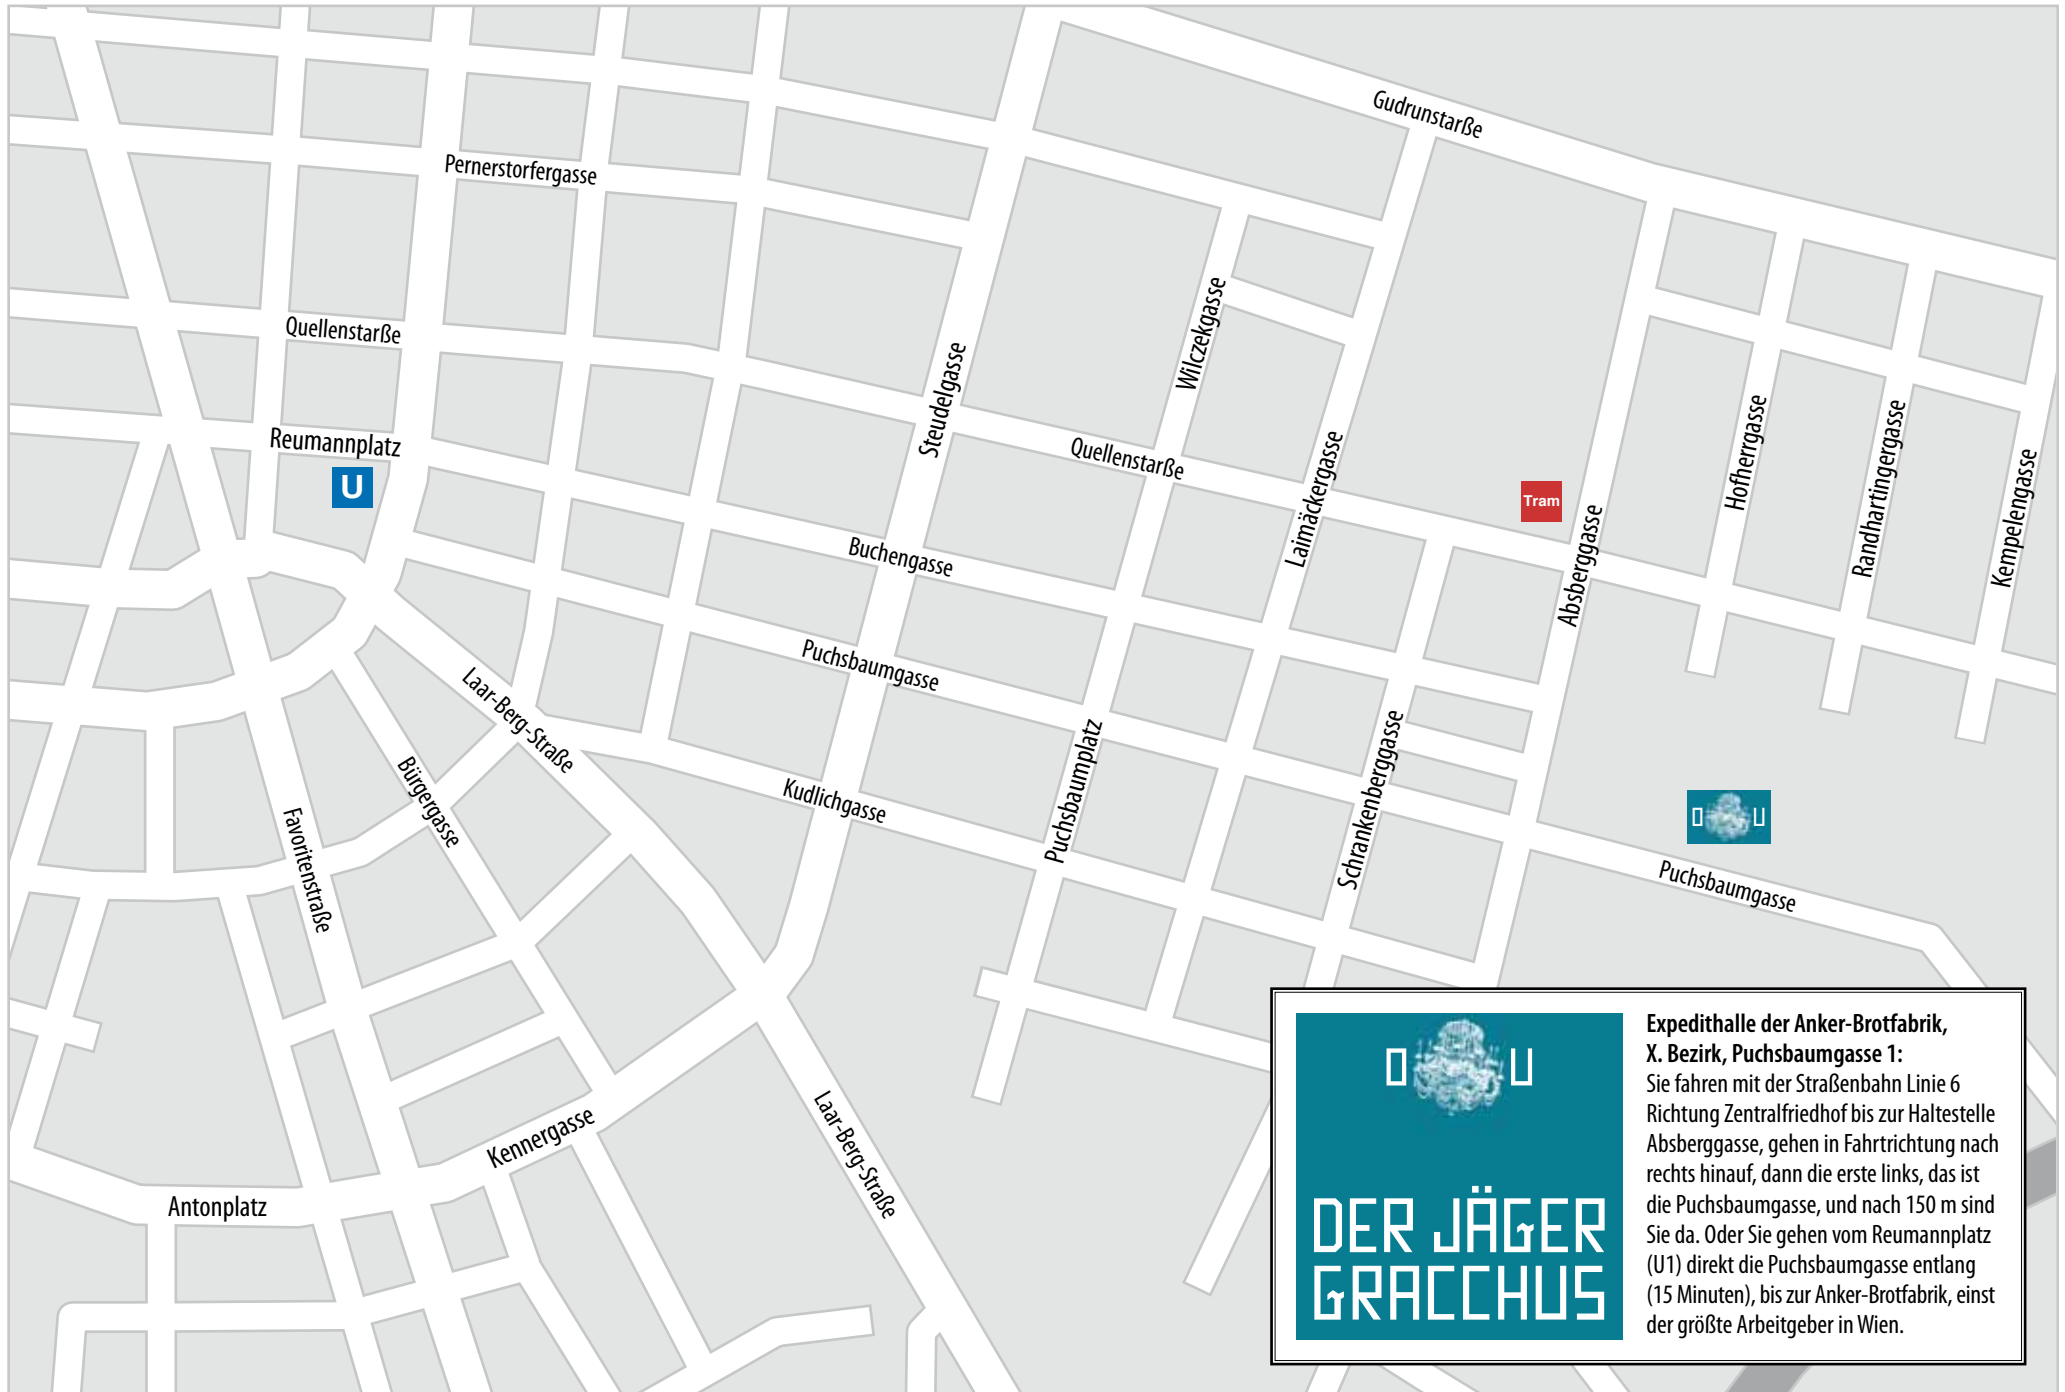 Gudrunstarße
Pernerstorfergasse
Quellenstarße
Reumannplatz
U
Steudelgasse
Wilczekgasse
Quellenstarße
Laimäckergasse
Tram
Absberggasse
Hofherrgasse
Randhartingergasse
Kempelengasse
Buchengasse
Puchsbaumgasse
Laar-Berg-Straße
Bürgergasse
Favoritenstraße
Kudlichgasse
Puchsbaumplatz
Schrankenberggasse
O U
Puchsbaumgasse
Kennergasse
Laar-Berg-Straße
Antonplatz
O U
DER JÄGER
GRACCHUS
Expedithalle der Anker-Brotfabrik,
X. Bezirk, Puchsbaumgasse 1:
Sie fahren mit der Straßenbahn Linie 6
Richtung Zentralfriedhof bis zur Haltestelle
Absberggasse, gehen in Fahrtrichtung nach
rechts hinauf, dann die erste links, das ist
die Puchsbaumgasse, und nach 150 m sind
Sie da. Oder Sie gehen vom Reumannplatz
(U1) direkt die Puchsbaumgasse entlang
(15 Minuten), bis zur Anker-Brotfabrik, einst
der größte Arbeitgeber in Wien.